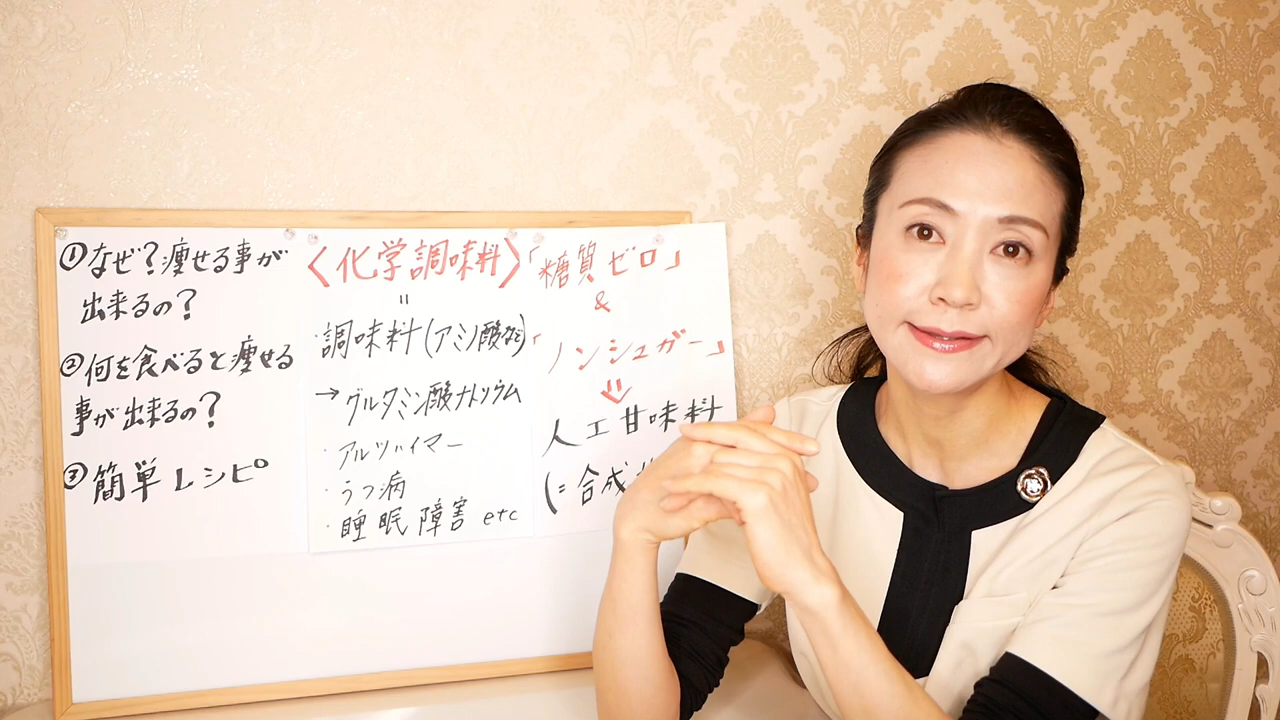 ①なぜ?痩せる事が
出来るの?
②何を食べると痩せる
事が出来るの?
③簡単レシピ
〈化学調味料〉
=
・調味料(アミノ酸など)
→グルタミン酸ナトリウム
・アルツハイマー
・うつ病
・睡眠障害 etc
「糖質ゼロ」
&
「ノンシュガー」
⇓
人工甘味料
(=合成